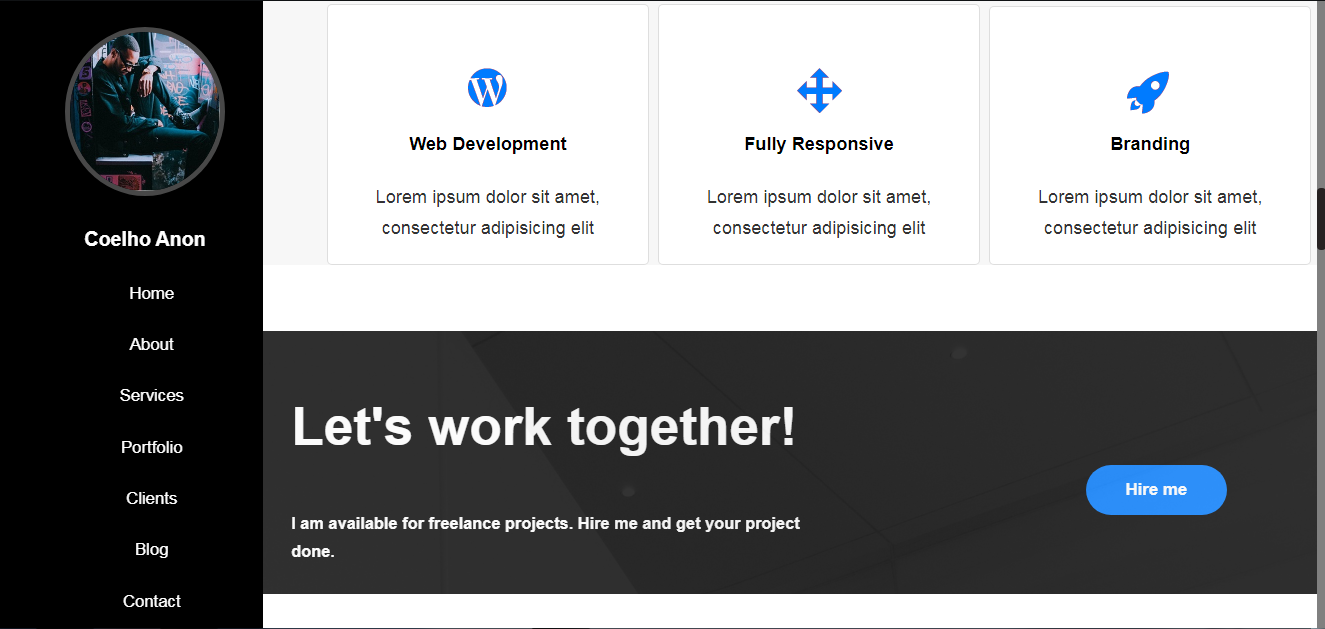 Coelho Anon
Home
About
Services
Portfolio
Clients
Blog
Contact
Web Development
Lorem ipsum dolor sit amet,
consectetur adipisicing elit
Fully Responsive
Lorem ipsum dolor sit amet,
consectetur adipisicing elit
Branding
Lorem ipsum dolor sit amet,
consectetur adipisicing elit
Let's work together!
I am available for freelance projects. Hire me and get your project
done.
Hire me